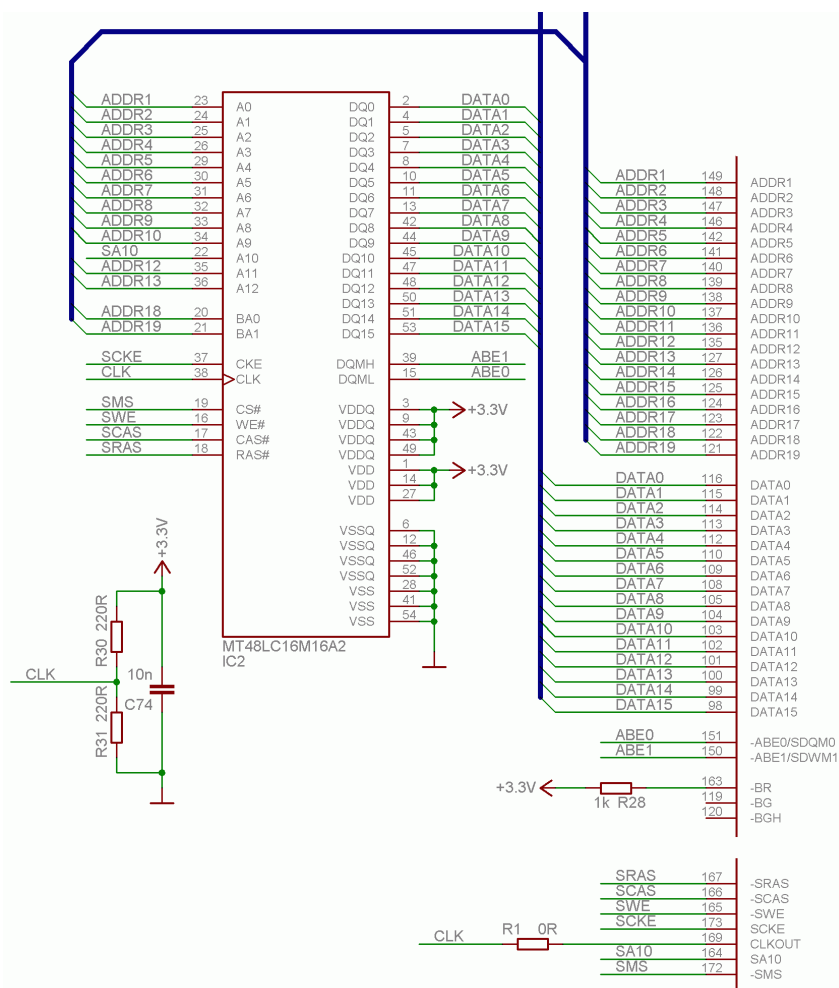 ADDR1 23 A0 DQ0 2 DATA0
ADDR2 24 A1 DQ1 4 DATA1
ADDR3 25 A2 DQ2 5 DATA2
ADDR4 26 A3 DQ3 7 DATA3
ADDR5 29 A4 DQ4 8 DATA4
ADDR6 30 A5 DQ5 10 DATA5
ADDR7 31 A6 DQ6 11 DATA6
ADDR8 32 A7 DQ7 13 DATA7
ADDR9 33 A8 DQ8 42 DATA8
ADDR10 34 A9 DQ9 44 DATA9
SA10 22 A10 DQ10 45 DATA10
ADDR12 35 A11 DQ11 47 DATA11
ADDR13 36 A12 DQ12 48 DATA12
DQ13 50 DATA13
ADDR18 20 BA0 DQ14 51 DATA14
ADDR19 21 BA1 DQ15 53 DATA15
SCKE 37 CKE DQMH 39 ABE1
CLK 38 CLK DQML 15 ABE0
SMS 19 CS# VDDQ 3 +3.3V
SWE 16 WE# VDDQ 9
SCAS 17 CAS# VDDQ 43
SRAS 18 RAS# VDDQ 49
VDD 1 +3.3V
VDD 14
VDD 27
VSSQ 6
VSSQ 12
VSSQ 46
VSSQ 52
VSS 28
VSS 41
VSS 54
MT48LC16M16A2
IC2
+3.3V
R30 220R
CLK
10n
C74
R31 220R
ADDR1 149 ADDR1
ADDR2 148 ADDR2
ADDR3 147 ADDR3
ADDR4 146 ADDR4
ADDR5 142 ADDR5
ADDR6 141 ADDR6
ADDR7 140 ADDR7
ADDR8 139 ADDR8
ADDR9 138 ADDR9
ADDR10 137 ADDR10
ADDR11 136 ADDR11
ADDR12 135 ADDR12
ADDR13 127 ADDR13
ADDR14 126 ADDR14
ADDR15 125 ADDR15
ADDR16 124 ADDR16
ADDR17 123 ADDR17
ADDR18 122 ADDR18
ADDR19 121 ADDR19
DATA0 116 DATA0
DATA1 115 DATA1
DATA2 114 DATA2
DATA3 113 DATA3
DATA4 112 DATA4
DATA5 110 DATA5
DATA6 109 DATA6
DATA7 108 DATA7
DATA8 105 DATA8
DATA9 104 DATA9
DATA10 103 DATA10
DATA11 102 DATA11
DATA12 101 DATA12
DATA13 100 DATA13
DATA14 99 DATA14
DATA15 98 DATA15
ABE0 151 -ABE0/SDQM0
ABE1 150 -ABE1/SDWM1
+3.3V 1k R28 163 -BR
119 -BG
120 -BGH
SRAS 167 -SRAS
SCAS 166 -SCAS
SWE 165 -SWE
SCKE 173 SCKE
CLK R1 0R 169 CLKOUT
SA10 164 SA10
SMS 172 -SMS